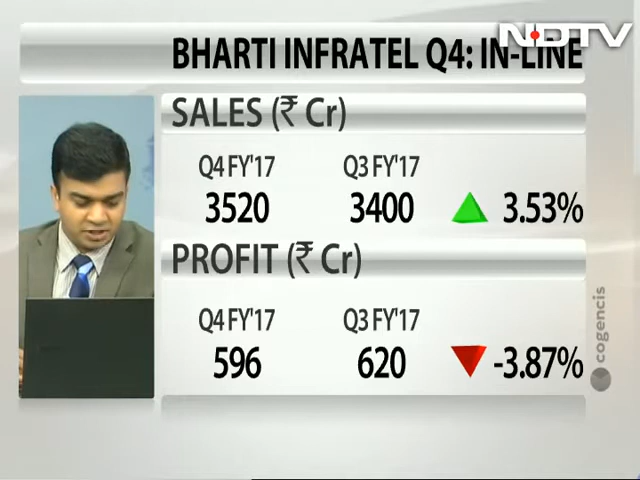 NDTV
BHARTI INFRATEL Q4: IN-LINE
SALES (₹ Cr)
Q4 FY'17 Q3 FY'17
3520 3400 3.53%
PROFIT (₹ Cr)
Q4 FY'17 Q3 FY'17
596 620 -3.87%
cogencis